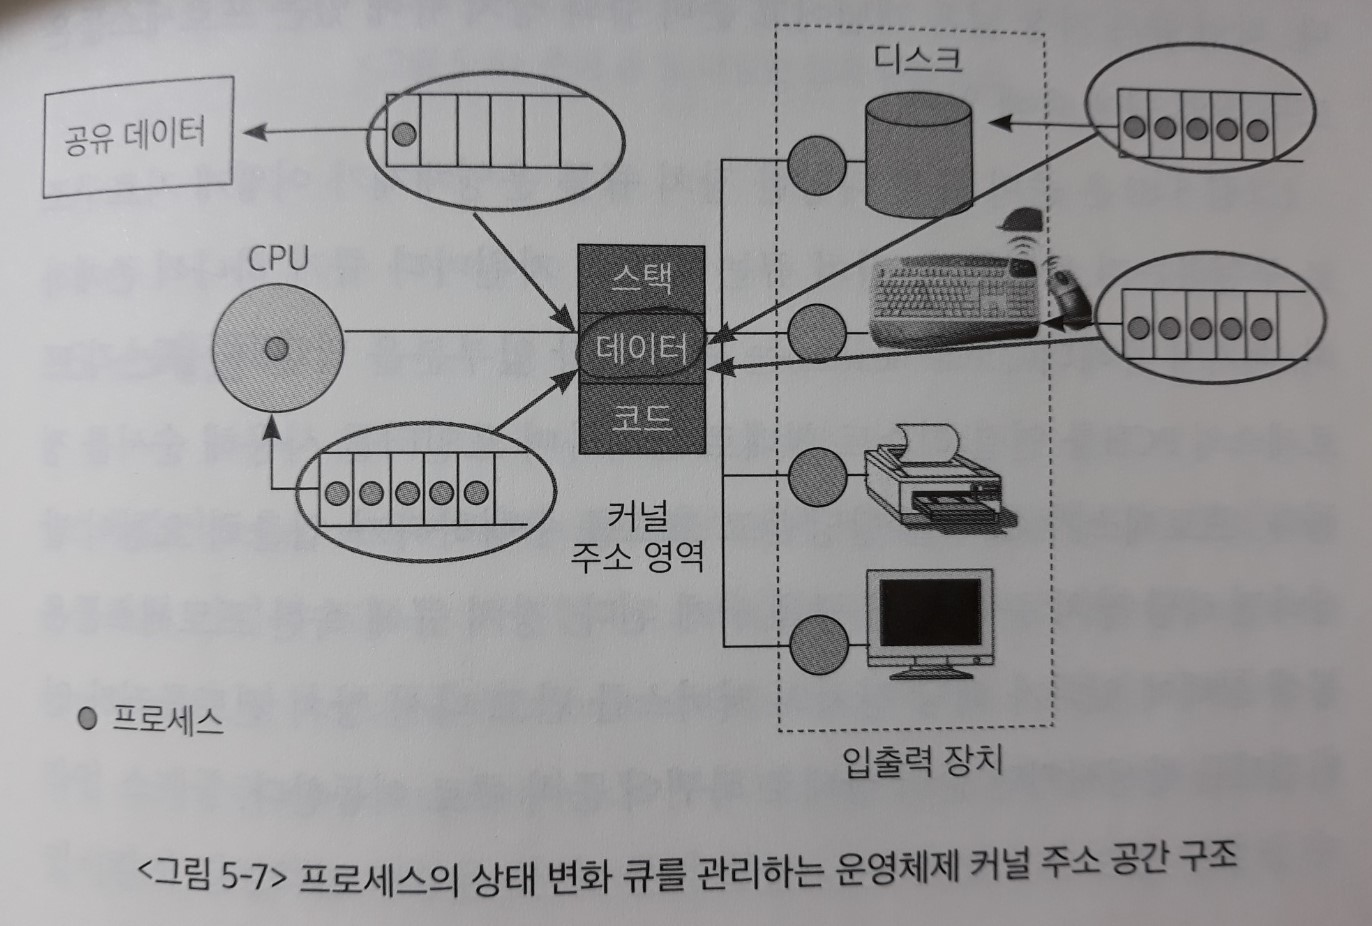 디스크
공유 데이터
CPU
스택
데이터
코드
커널
주소 영역
프로세스
입출력 장치
<그림 5-7> 프로세스의 상태 변화 큐를 관리하는 운영체제 커널 주소 공간 구조